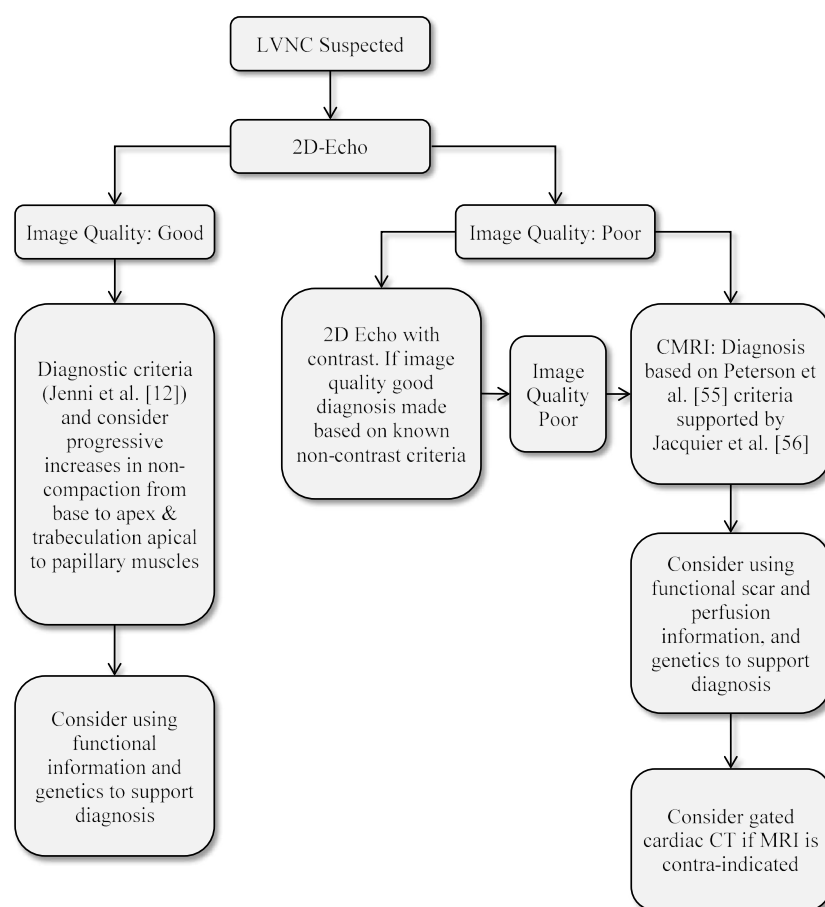 LVNC Suspected
2D-Echo
Image Quality: Good
Image Quality: Poor
Diagnostic criteria
(Jenni et al. [12])
and consider
progressive
increases in non-
compaction from
base to apex &
trabeculation apical
to papillary muscles
2D Echo with
contrast. If image
quality good
diagnosis made
based on known
non-contrast criteria
Image
Quality
Poor
CMRI: Diagnosis
based on Peterson et
al. [55] criteria
supported by
Jacquier et al. [56]
Consider using
functional scar and
perfusion
information, and
genetics to support
diagnosis
Consider using
functional
information and
genetics to support
diagnosis
Consider gated
cardiac CT if MRI is
contra-indicated